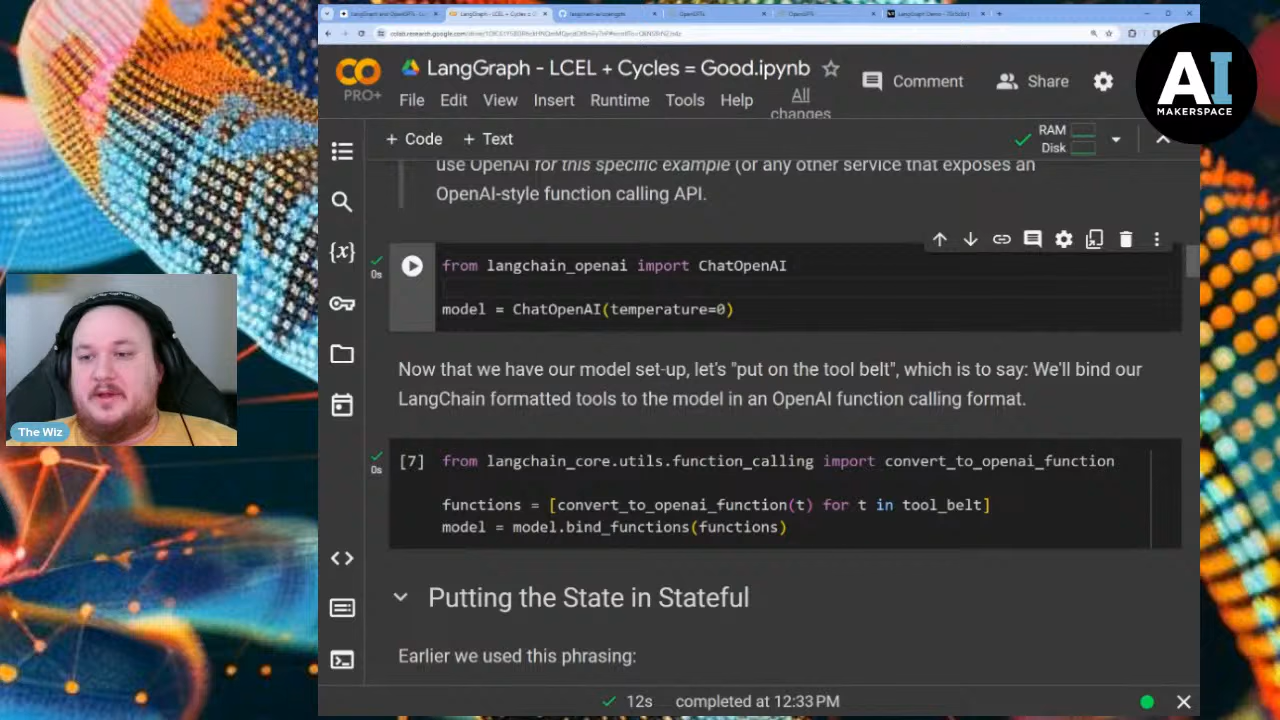 LangGraph - LCEL + Cycles = Good.ipynb
PRO+
File Edit View Insert Runtime Tools Help All changes
Comment
Share
AI
MAKERSPACE
+ Code + Text
RAM
Disk
use OpenAI for this specific example (or any other service that exposes an
OpenAI-style function calling API.
0s
from langchain_openai import ChatOpenAI
model = ChatOpenAI(temperature=0)
Now that we have our model set-up, let's "put on the tool belt", which is to say: We'll bind our
LangChain formatted tools to the model in an OpenAI function calling format.
0s
[7] from langchain_core.utils.function_calling import convert_to_openai_function
functions = [convert_to_openai_function(t) for t in tool_belt]
model = model.bind_functions(functions)
Putting the State in Stateful
Earlier we used this phrasing:
12s completed at 12:33 PM
The Wiz